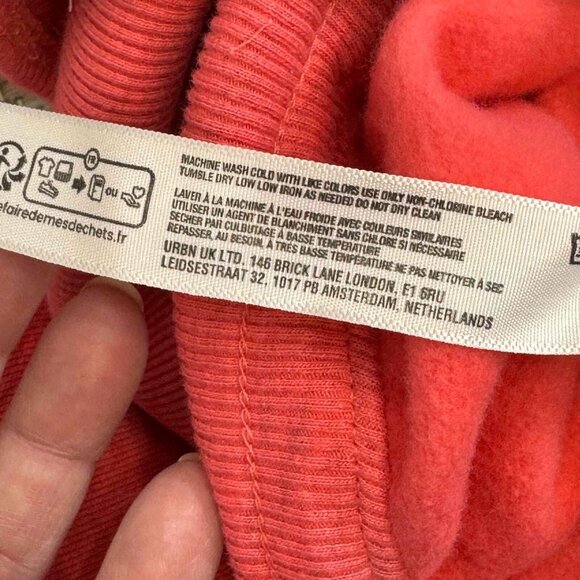 FR
ou
efairedemesdechets.fr
MACHINE WASH COLD WITH LIKE COLORS USE ONLY NON-CHLORINE BLEACH
TUMBLE DRY LOW LOW IRON AS NEEDED DO NOT DRY CLEAN
LAVER À LA MACHINE À L'EAU FROIDE AVEC COULEURS SIMILAIRES
UTILISER UN AGENT DE BLANCHIMENT SANS CHLORE SI NÉCESSAIRE
SECHER PAR CULBUTAGE À BASSE TEMPÉRATURE
REPASSER, AU BESOIN À TRÈS BASSE TEMPÉRATURE NE PAS NETTOYER À SEC
URBN UK LTD, 146 BRICK LANE LONDON, E1 6RU
LEIDSESTRAAT 32, 1017 PB AMSTERDAM, NETHERLANDS